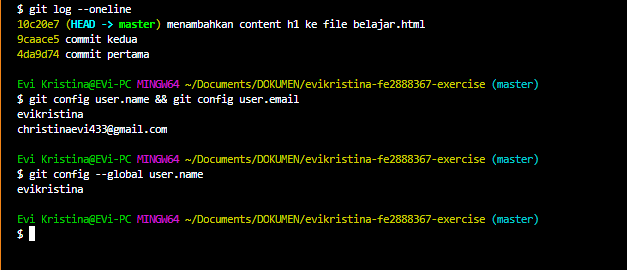 $ git log --oneline
10c20e7 (HEAD -> master) menambahkan content h1 ke file belajar.html
9caace5 commit kedua
4da9d74 commit pertama
Evi Kristina@EVi-PC MINGW64 ~/Documents/DOKUMEN/evikristina-fe2888367-exercise (master)
$ git config user.name && git config user.email
evikristina
christinaevi433@gmail.com
Evi Kristina@EVi-PC MINGW64 ~/Documents/DOKUMEN/evikristina-fe2888367-exercise (master)
$ git config --global user.name
evikristina
Evi Kristina@EVi-PC MINGW64 ~/Documents/DOKUMEN/evikristina-fe2888367-exercise (master)
$